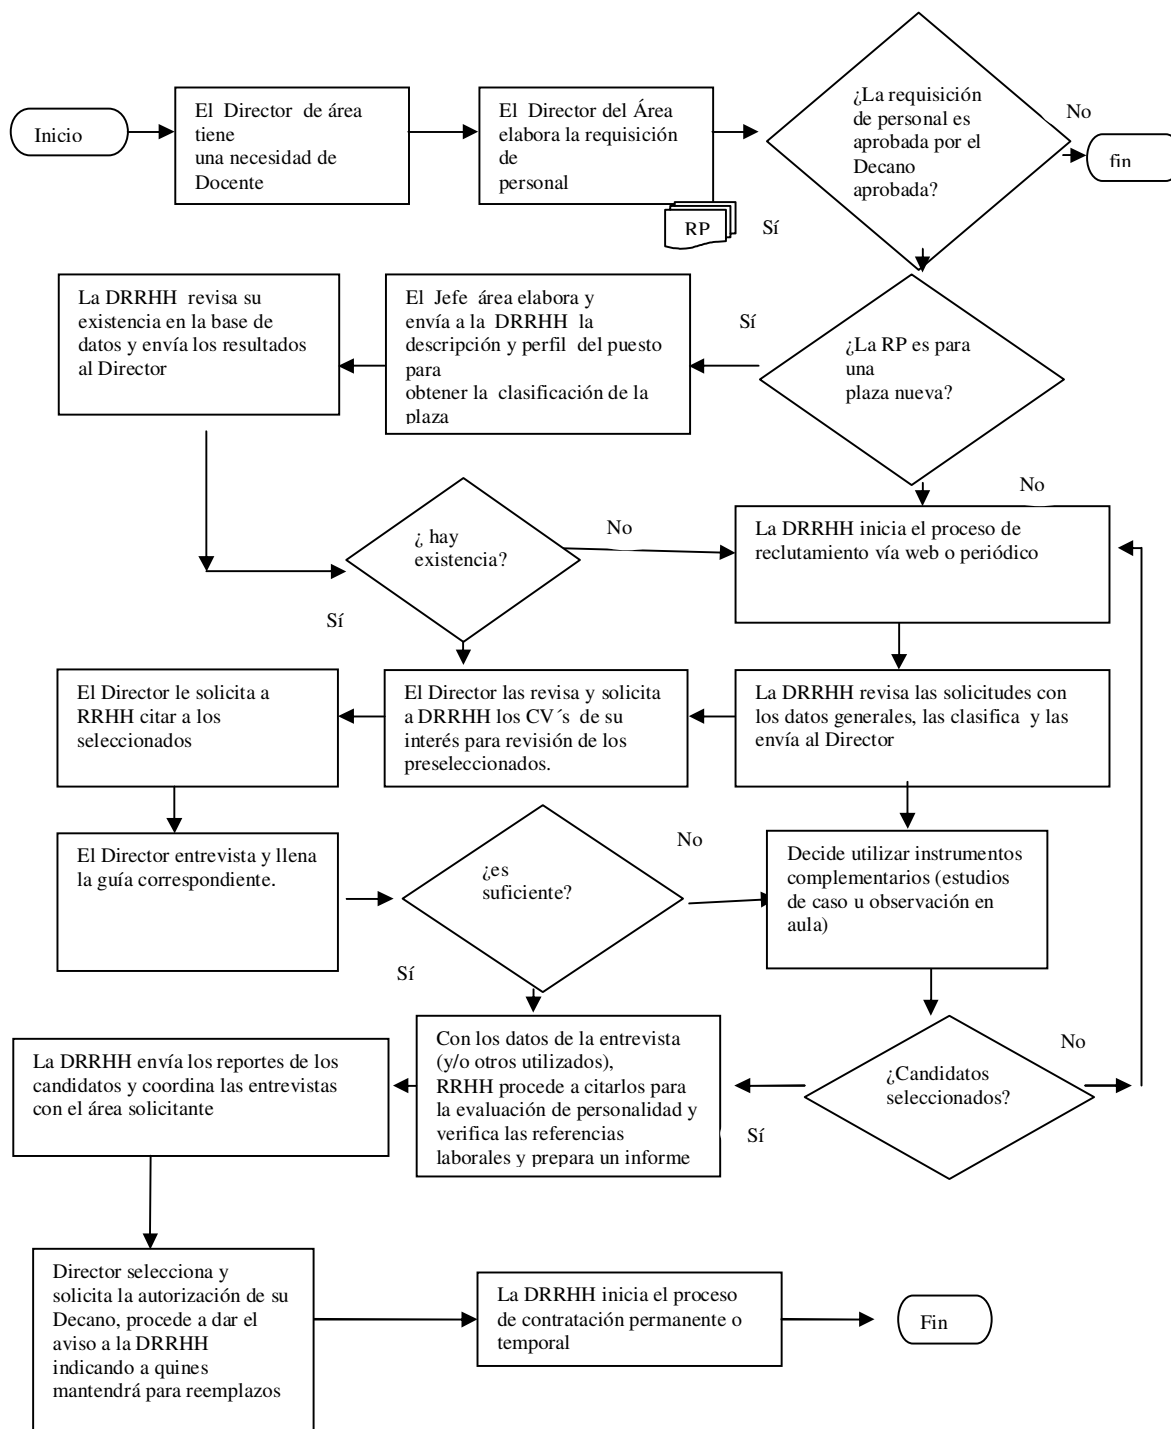 Inicio
El Director de área
tiene
una necesidad de
Docente
El Director del Área
elabora la requisición
de
personal
RP
¿La requisición
de personal es
aprobada por el
Decano
aprobada?
No
fin
Sí
La DRRHH revisa su
existencia en la base de
datos y envía los resultados
al Director
El Jefe área elabora y
envía a la DRRHH la
descripción y perfil del puesto
para
obtener la clasificación de la
plaza
Sí
¿La RP es para
una
plaza nueva?
No
¿ hay
existencia?
No
Sí
La DRRHH inicia el proceso de
reclutamiento vía web o periódico
El Director le solicita a
RRHH citar a los
seleccionados
El Director las revisa y solicita
a DRRHH los CV´s de su
interés para revisión de los
preseleccionados.
La DRRHH revisa las solicitudes con
los datos generales, las clasifica y las
envía al Director
El Director entrevista y llena
la guía correspondiente.
¿es
suficiente?
No
Sí
Decide utilizar instrumentos
complementarios (estudios
de caso u observación en
aula)
La DRRHH envía los reportes de los
candidatos y coordina las entrevistas
con el área solicitante
Con los datos de la entrevista
(y/o otros utilizados),
RRHH procede a citarlos para
la evaluación de personalidad y
verifica las referencias
laborales y prepara un informe
Sí
¿Candidatos
seleccionados?
No
Director selecciona y
solicita la autorización de su
Decano, procede a dar el
aviso a la DRRHH
indicando a quines
mantendrá para reemplazos
La DRRHH inicia el proceso
de contratación permanente o
temporal
Fin